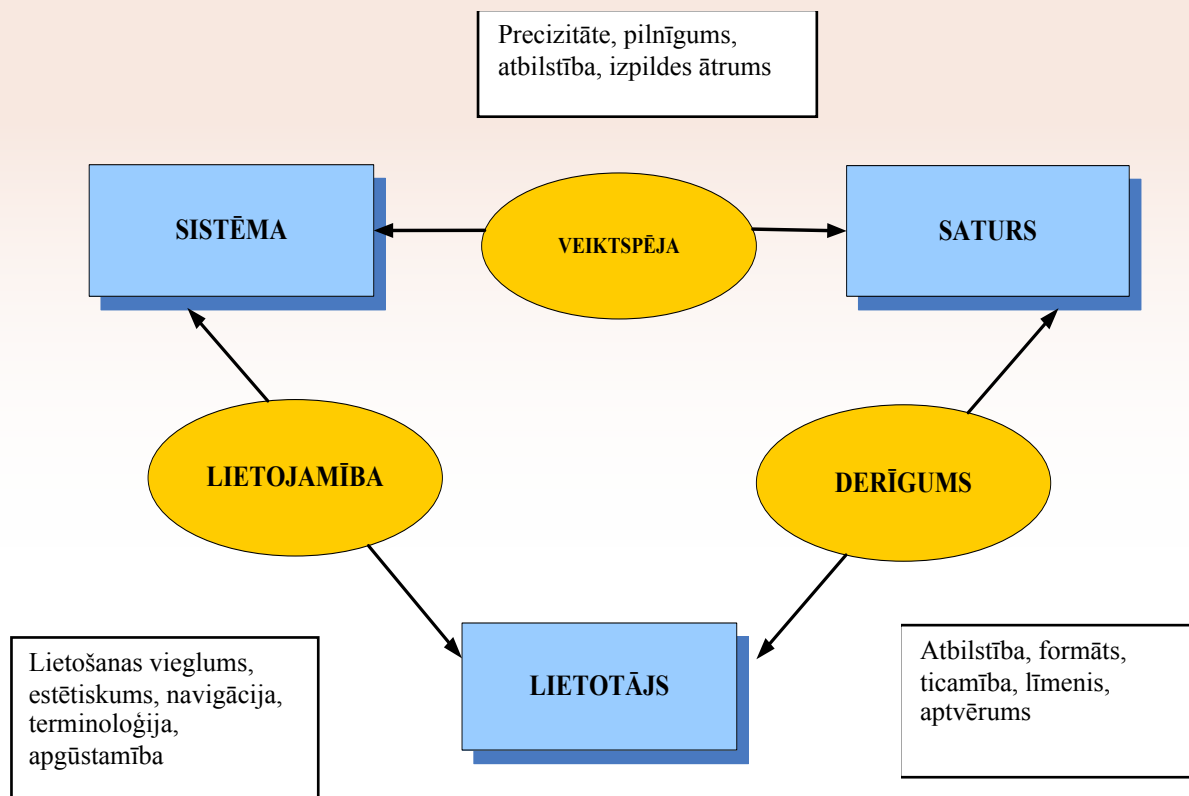 Precizitāte, pilnīgums,
atbilstība, izpildes ātrums
SISTĒMA
VEIKTSPĒJA
SATURS
LIETOJAMĪBA
DERĪGUMS
Lietošanas vieglums,
estētiskums, navigācija,
terminoloģija,
apgūstamība
LIETOTĀJS
Atbilstība, formāts,
ticamība, līmenis,
aptvērums